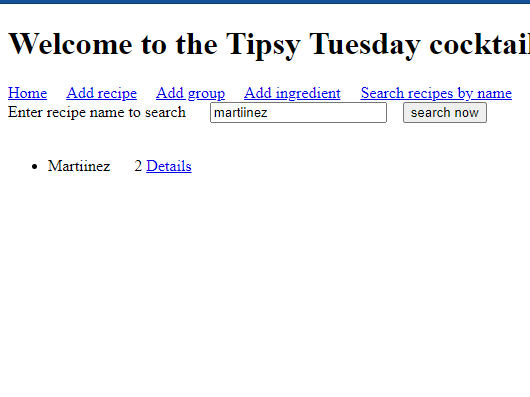 Welcome to the Tipsy Tuesday cocktail
Home Add recipe Add group Add ingredient Search recipes by name
Enter recipe name to search martiinez search now
Martiinez 2 Details